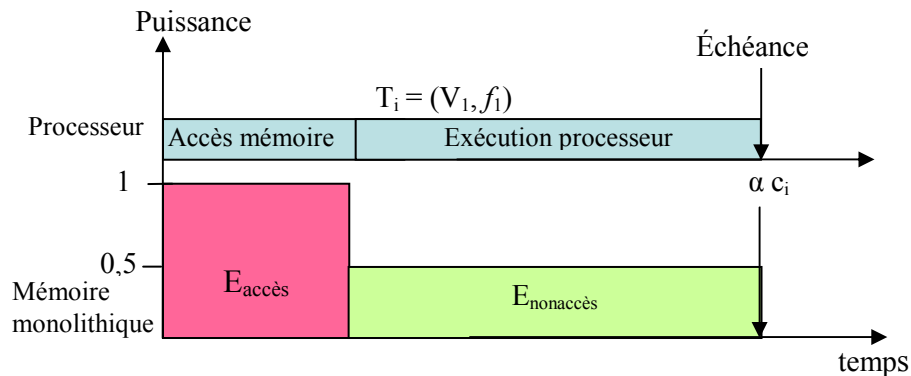 Puissance
Échéance
Tᵢ = (V₁, f₁)
Processeur
Accès mémoire
Exécution processeur
1
α cᵢ
0,5
Eaccès
Enonaccès
Mémoire
monolithique
temps